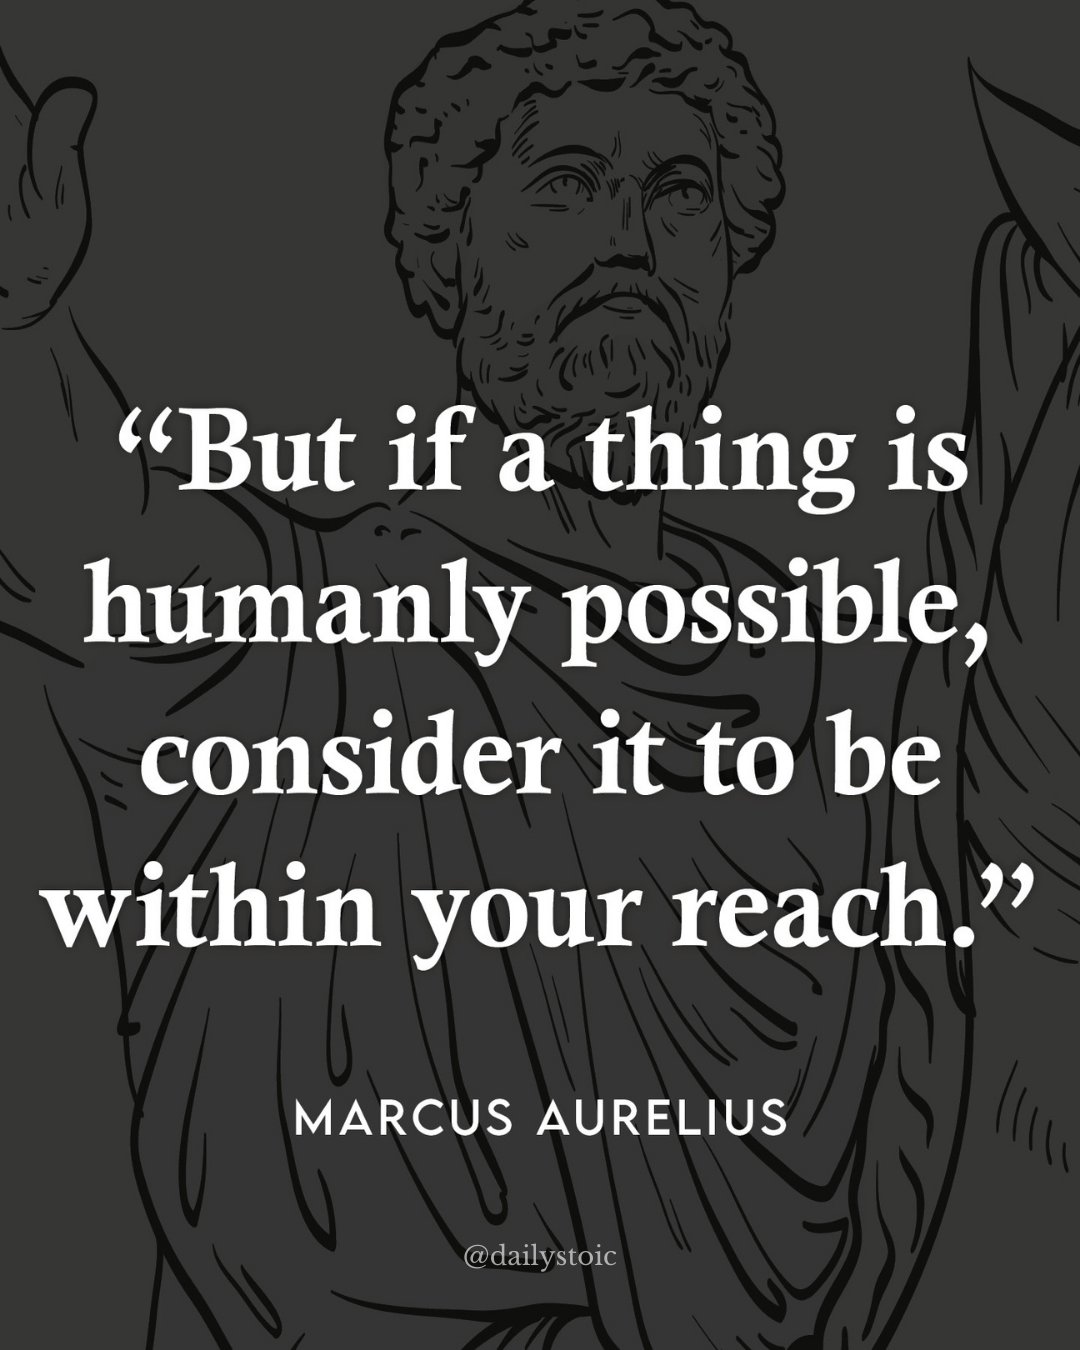 “But if a thing is
humanly possible,
consider it to be
within your reach.”
MARCUS AURELIUS
@dailystoic